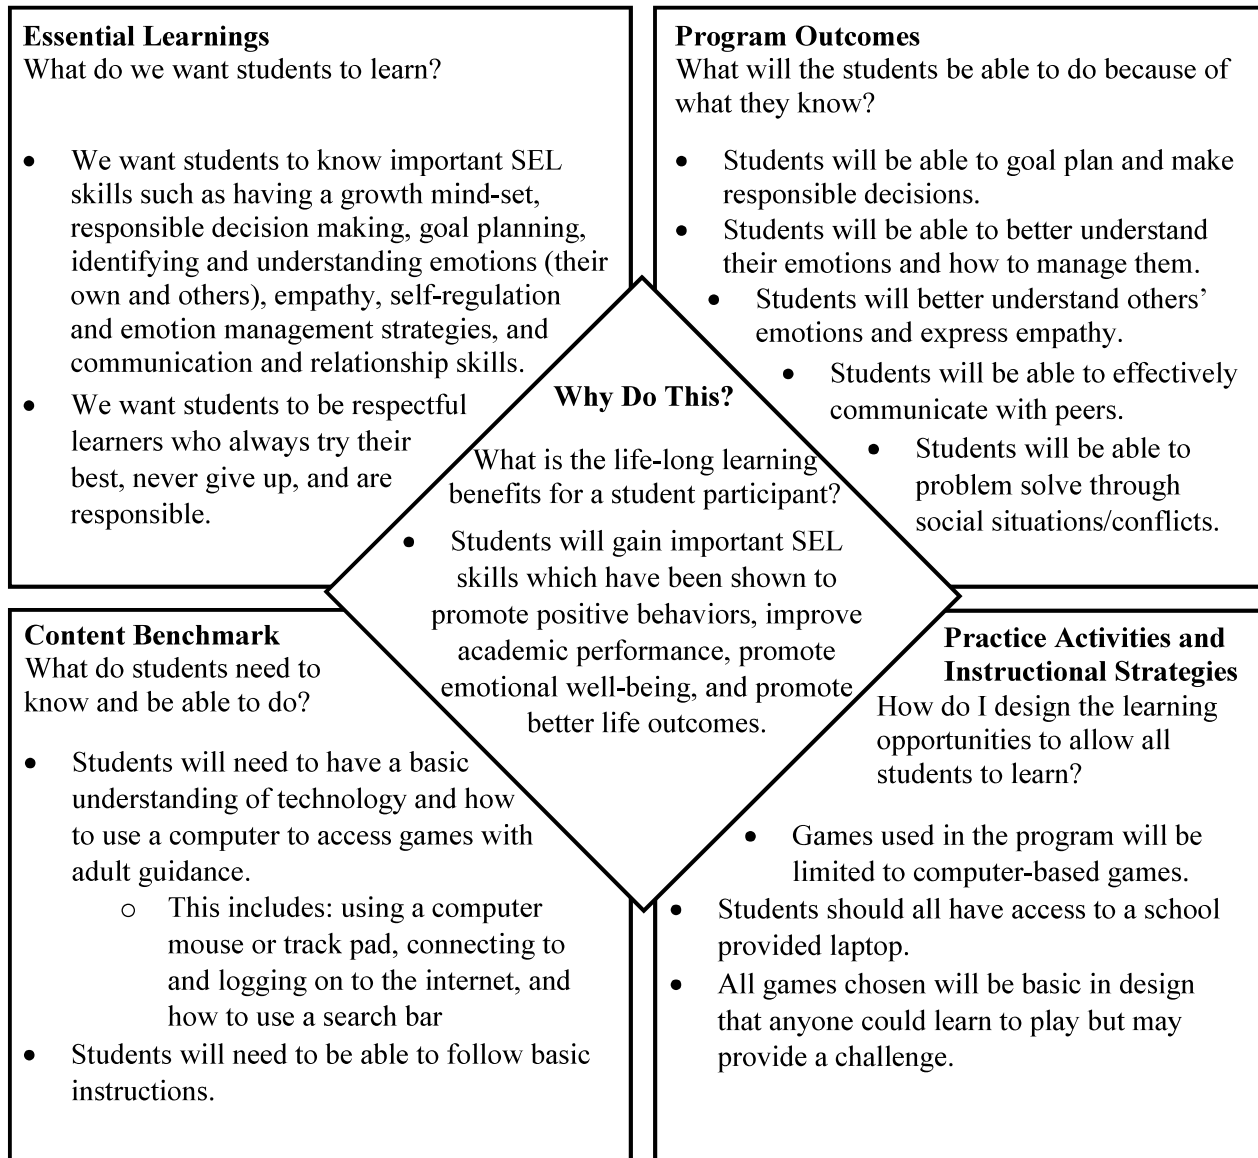 Essential Learnings
What do we want students to learn?
• We want students to know important SEL
skills such as having a growth mind-set,
responsible decision making, goal planning,
identifying and understanding emotions (their
own and others), empathy, self-regulation
and emotion management strategies, and
communication and relationship skills.
• We want students to be respectful
learners who always try their
best, never give up, and are
responsible.
Program Outcomes
What will the students be able to do because of
what they know?
• Students will be able to goal plan and make
responsible decisions.
• Students will be able to better understand
their emotions and how to manage them.
• Students will better understand others’
emotions and express empathy.
• Students will be able to effectively
communicate with peers.
• Students will be able to
problem solve through
social situations/conflicts.
Why Do This?
What is the life-long learning
benefits for a student participant?
• Students will gain important SEL
skills which have been shown to
promote positive behaviors, improve
academic performance, promote
emotional well-being, and promote
better life outcomes.
Content Benchmark
What do students need to
know and be able to do?
• Students will need to have a basic
understanding of technology and how
to use a computer to access games with
adult guidance.
o This includes: using a computer
mouse or track pad, connecting to
and logging on to the internet, and
how to use a search bar
• Students will need to be able to follow basic
instructions.
Practice Activities and
Instructional Strategies
How do I design the learning
opportunities to allow all
students to learn?
• Games used in the program will be
limited to computer-based games.
• Students should all have access to a school
provided laptop.
• All games chosen will be basic in design
that anyone could learn to play but may
provide a challenge.